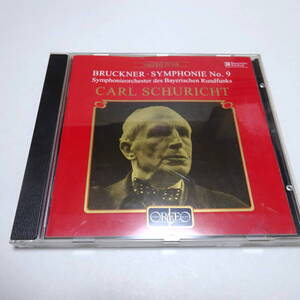 BRUCKNER · SYMPHONIE No. 9
Symphonieorchester des Bayerischen Rundfunks
CARL SCHURICHT
ORFEO